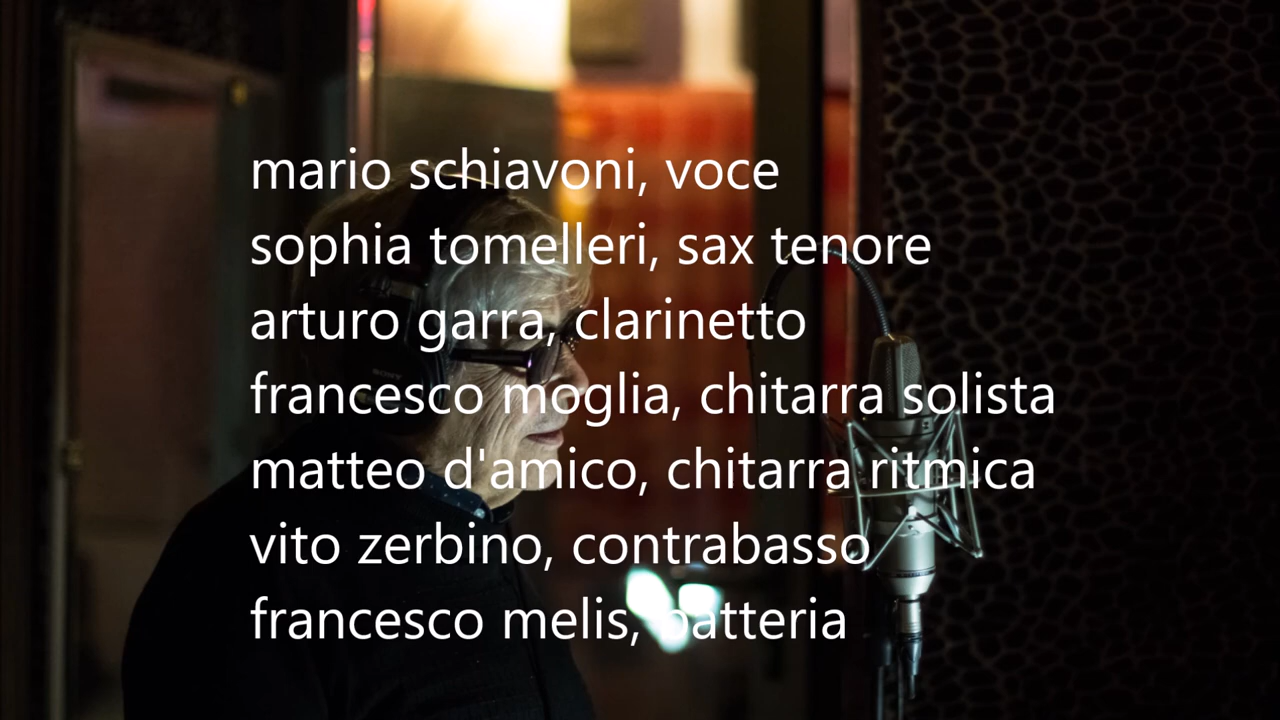 mario schiavoni, voce
sophia tomelleri, sax tenore
arturo garra, clarinetto
SONY
francesco moglia, chitarra solista
matteo d'amico, chitarra ritmica
vito zerbino, contrabasso
francesco melis, batteria